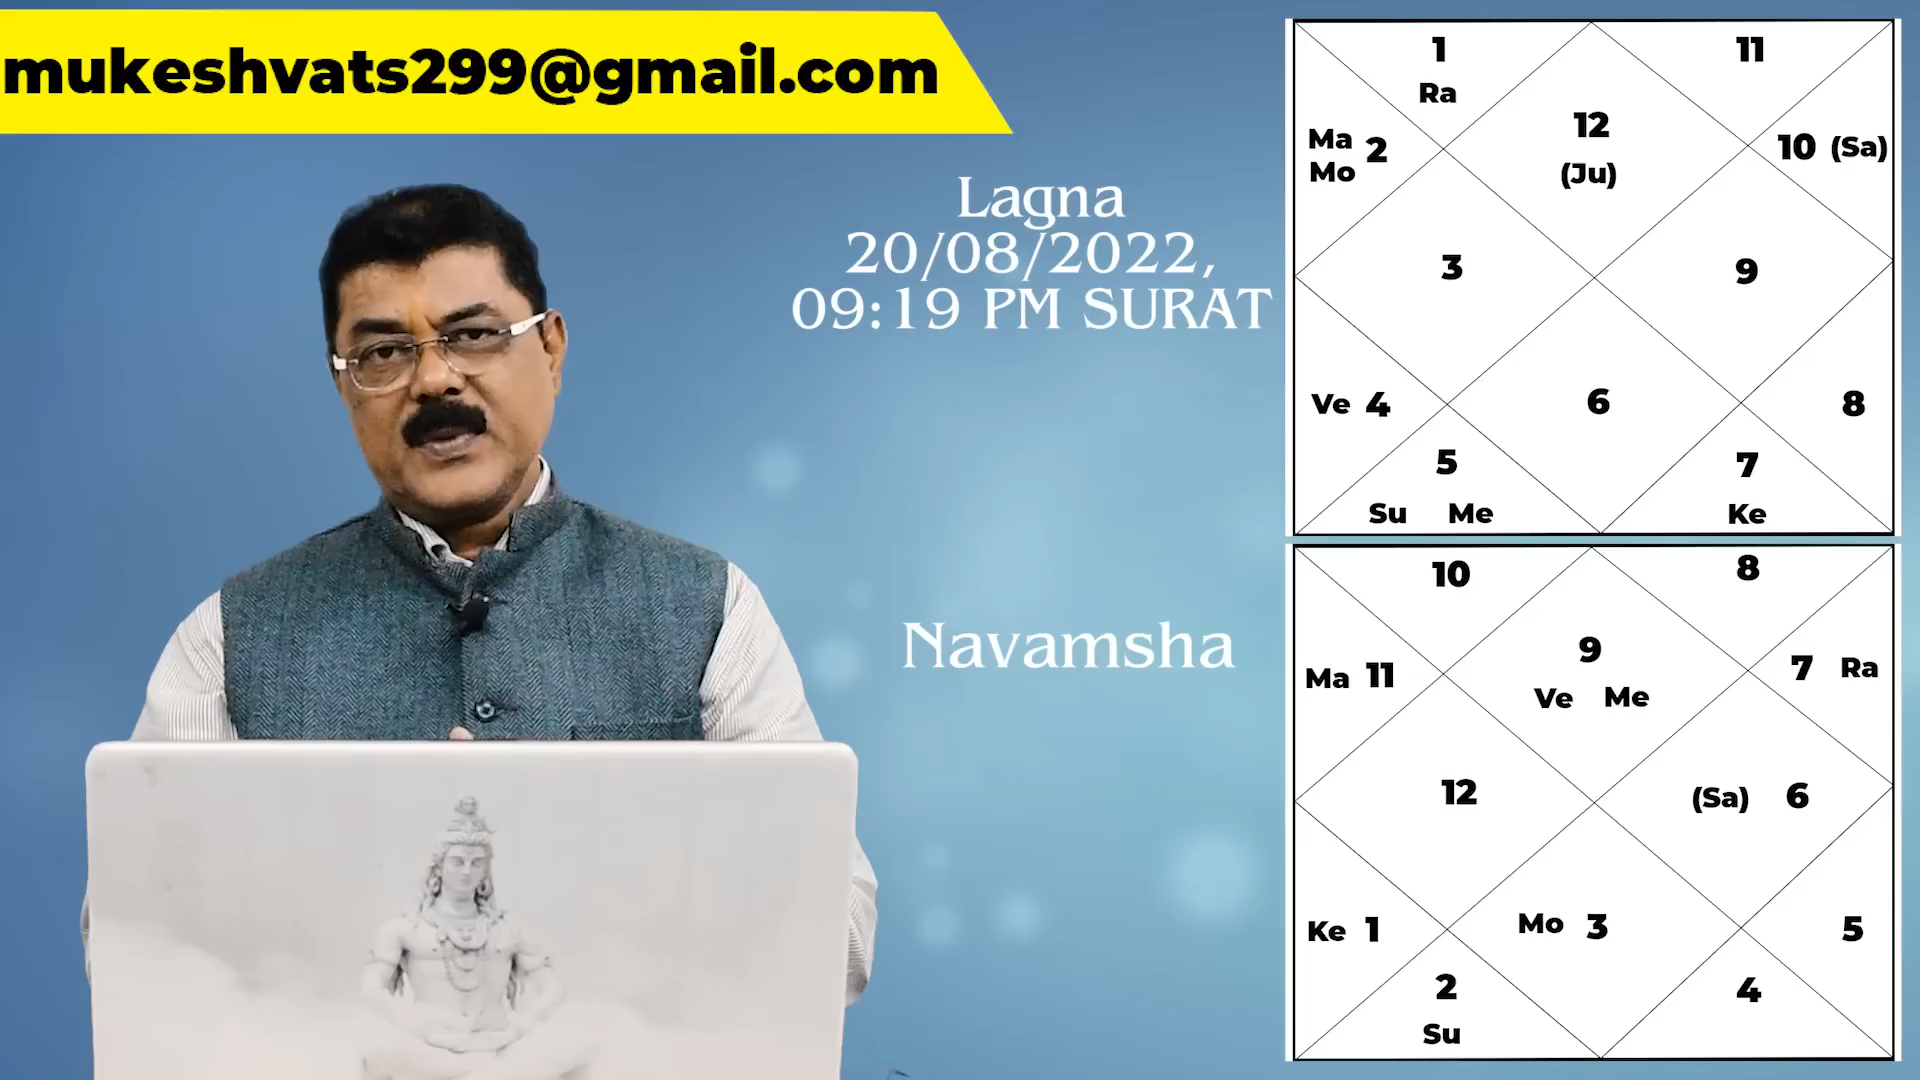 mukeshvats299@gmail.com
Lagna
20/08/2022,
09:19 PM SURAT
1
Ra
11
12
(Ju)
Ma
Mo 2
10 (Sa)
3
9
Ve 4
6
8
5
Su Me
7
Ke
Navamsha
10
8
9
Ve Me
Ma 11
7 Ra
12
(Sa) 6
Ke 1
Mo 3
5
2
Su
4